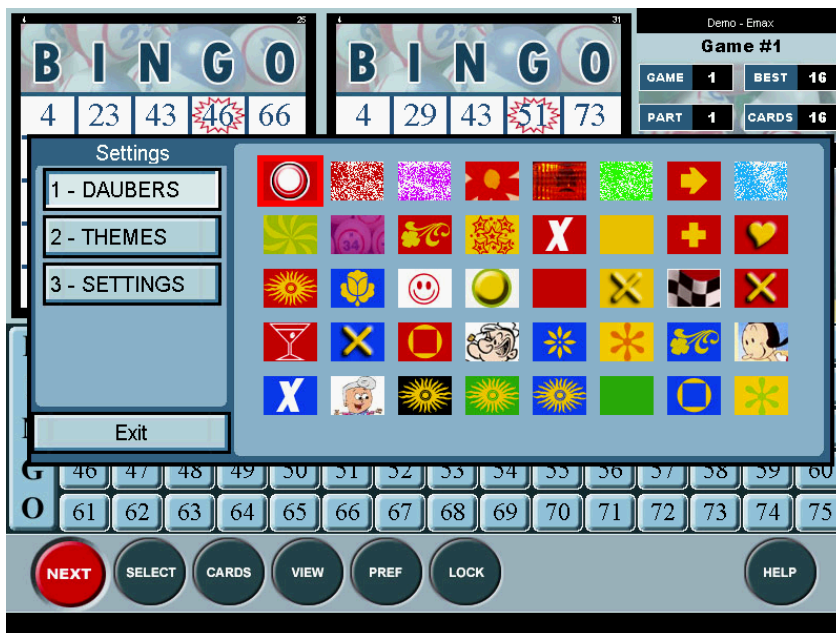 4 25
BINGO
4 23 43 46 66
4 31
BINGO
4 29 43 51 73
Demo - Emax
Game #1
GAME 1 BEST 16
PART 1 CARDS 16
Settings
1 - DAUBERS
2 - THEMES
3 - SETTINGS
Exit
34
X
X
G 46 47 48 49 50 51 52 53 54 55 56 57 58 59 60
O 61 62 63 64 65 66 67 68 69 70 71 72 73 74 75
NEXT SELECT CARDS VIEW PREF LOCK HELP